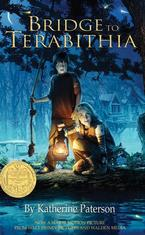 BRIDGE TO
TERABITHIA
By Katherine Paterson
NOW A MAJOR MOTION PICTURE
FROM WALT DISNEY PICTURES AND WALDEN MEDIA